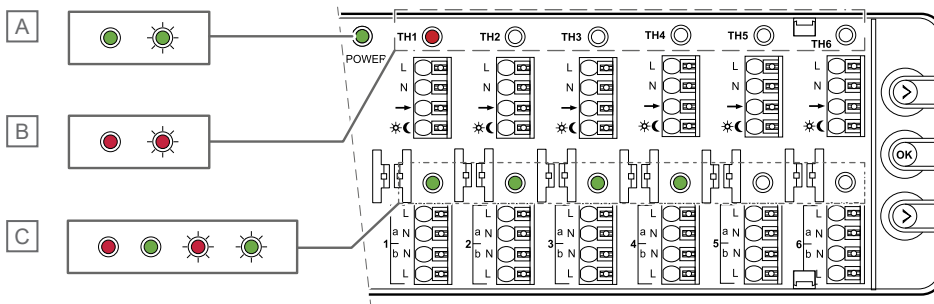 A
B
C
POWER
TH1 TH2 TH3 TH4 TH5 TH6
L L L L L L
N N N N N N
OK
L L L L L L
a N a N a N a N a N a N
1 2 3 4 5 6
b N b N b N b N b N b N
L L L L L L